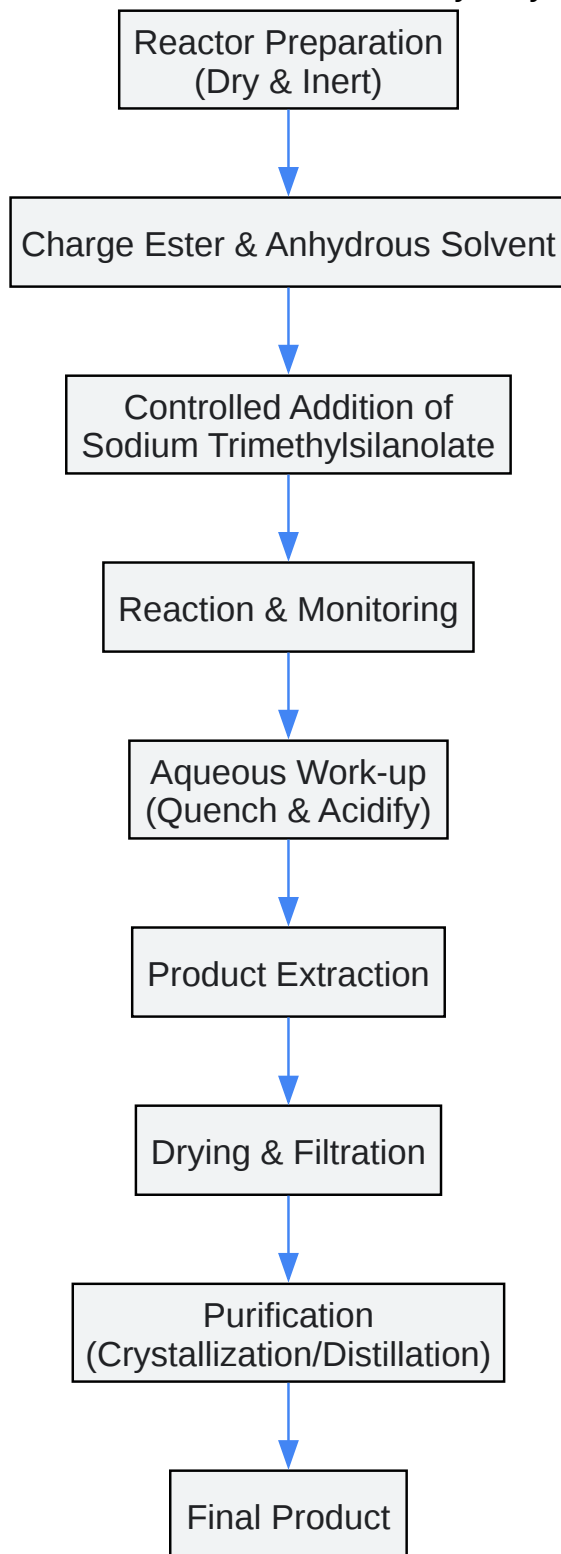 Reactor Preparation
(Dry & Inert)
Charge Ester & Anhydrous Solvent
Controlled Addition of
Sodium Trimethylsilanolate
Reaction & Monitoring
Aqueous Work-up
(Quench & Acidify)
Product Extraction
Drying & Filtration
Purification
(Crystallization/Distillation)
Final Product